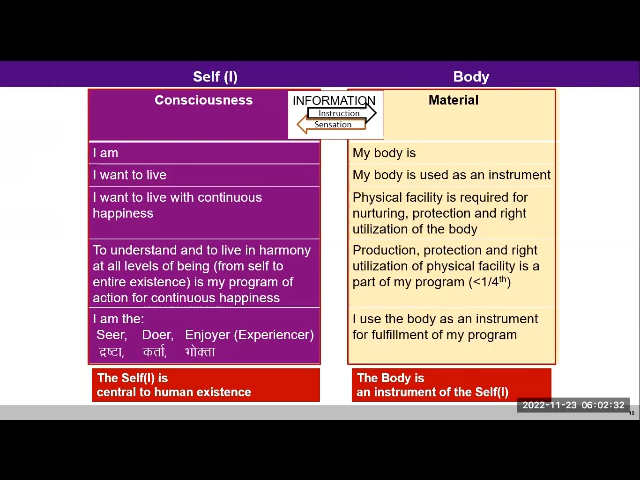 Self (I)
Body
Consciousness
INFORMATION
Instruction
Sensation
Material
I am
My body is
I want to live
My body is used as an instrument
I want to live with continuous
happiness
Physical facility is required for
nurturing, protection and right
utilization of the body
To understand and to live in harmony
at all levels of being (from self to
entire existence) is my program of
action for continuous happiness
Production, protection and right
utilization of physical facility is a
part of my program (<1/4th)
I am the:
Seer, Doer, Enjoyer (Experiencer)
द्रष्टा, कर्ता, भोक्ता
I use the body as an instrument
for fulfillment of my program
The Self(I) is
central to human existence
The Body is
an instrument of the Self(I)
2022-11-23 06:02:32